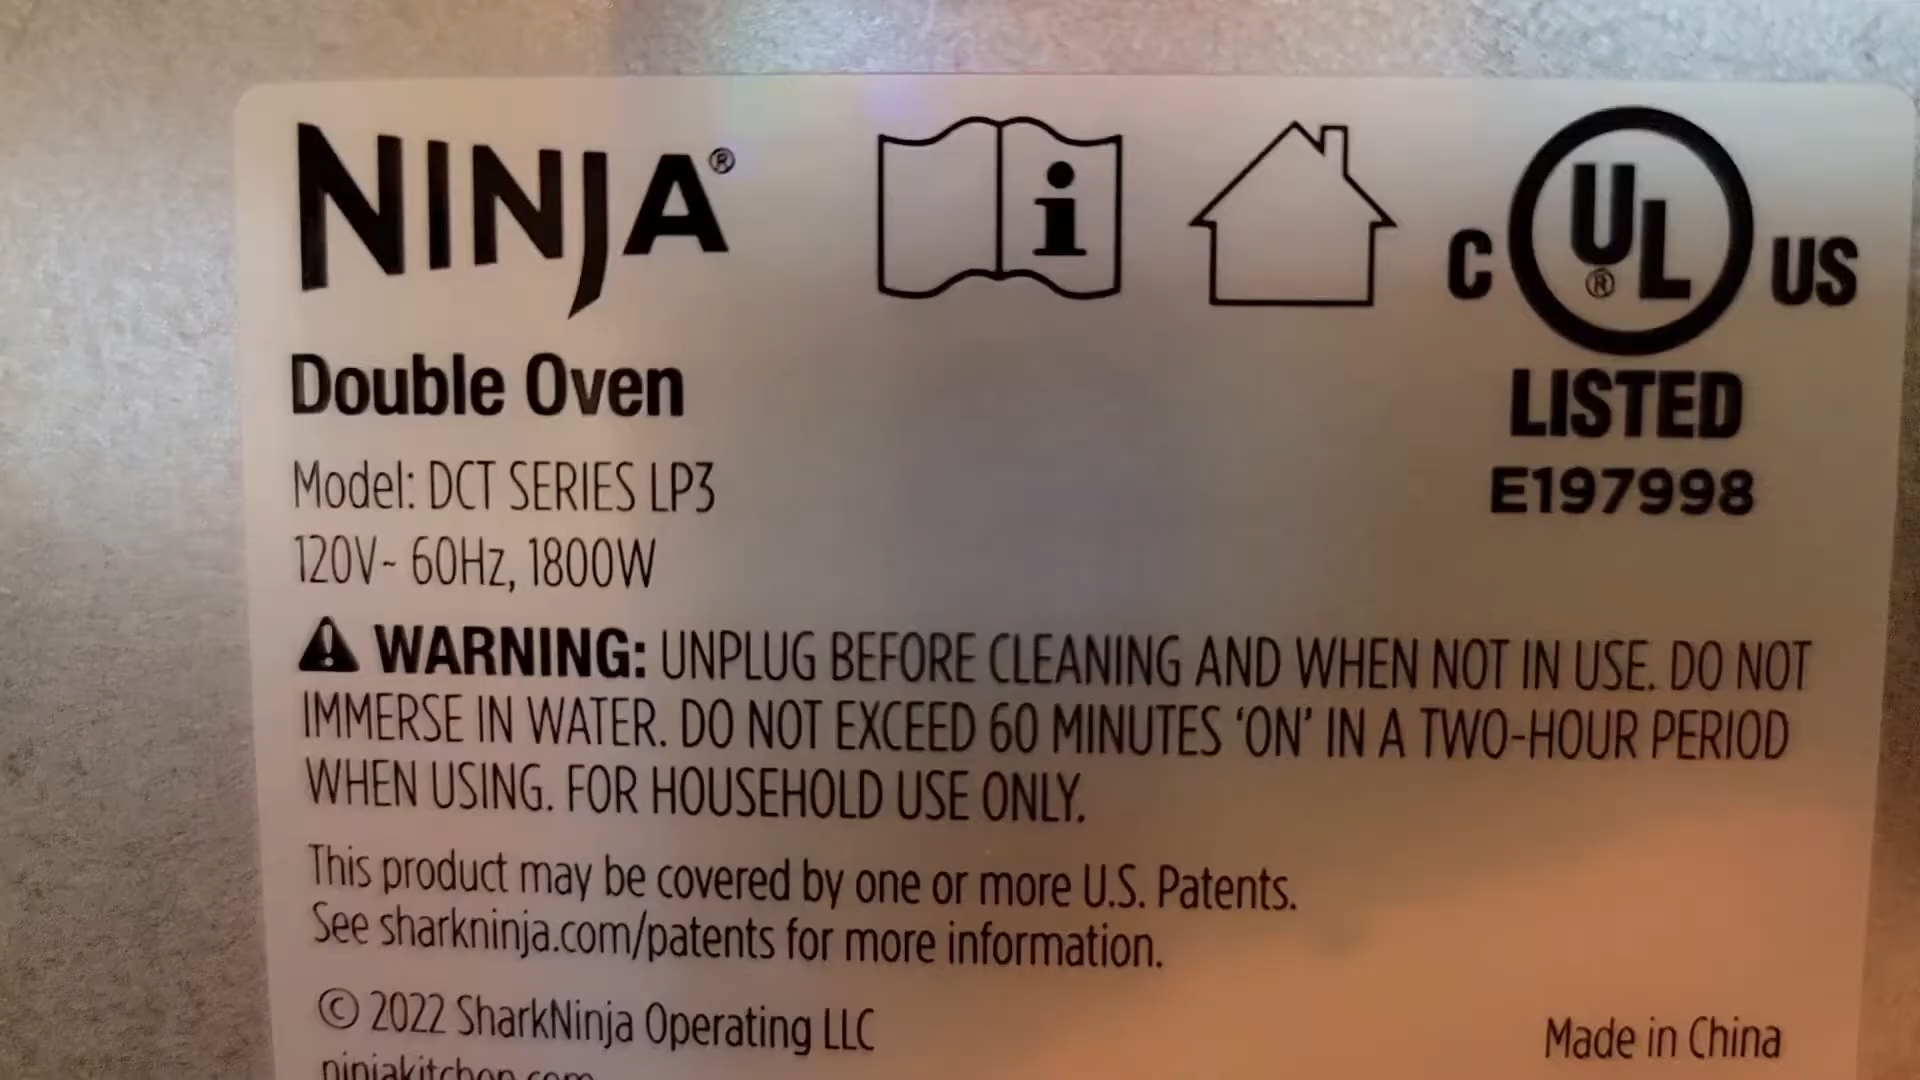 NINJA®
i
C UL® US
LISTED
E197998
Double Oven
Model: DCT SERIES LP3
120V~ 60Hz, 1800W
WARNING: UNPLUG BEFORE CLEANING AND WHEN NOT IN USE. DO NOT
IMMERSE IN WATER. DO NOT EXCEED 60 MINUTES ‘ON’ IN A TWO-HOUR PERIOD
WHEN USING. FOR HOUSEHOLD USE ONLY.
This product may be covered by one or more U.S. Patents.
See sharkninja.com/patents for more information.
© 2022 SharkNinja Operating LLC
ninjakitchen.com
Made in China